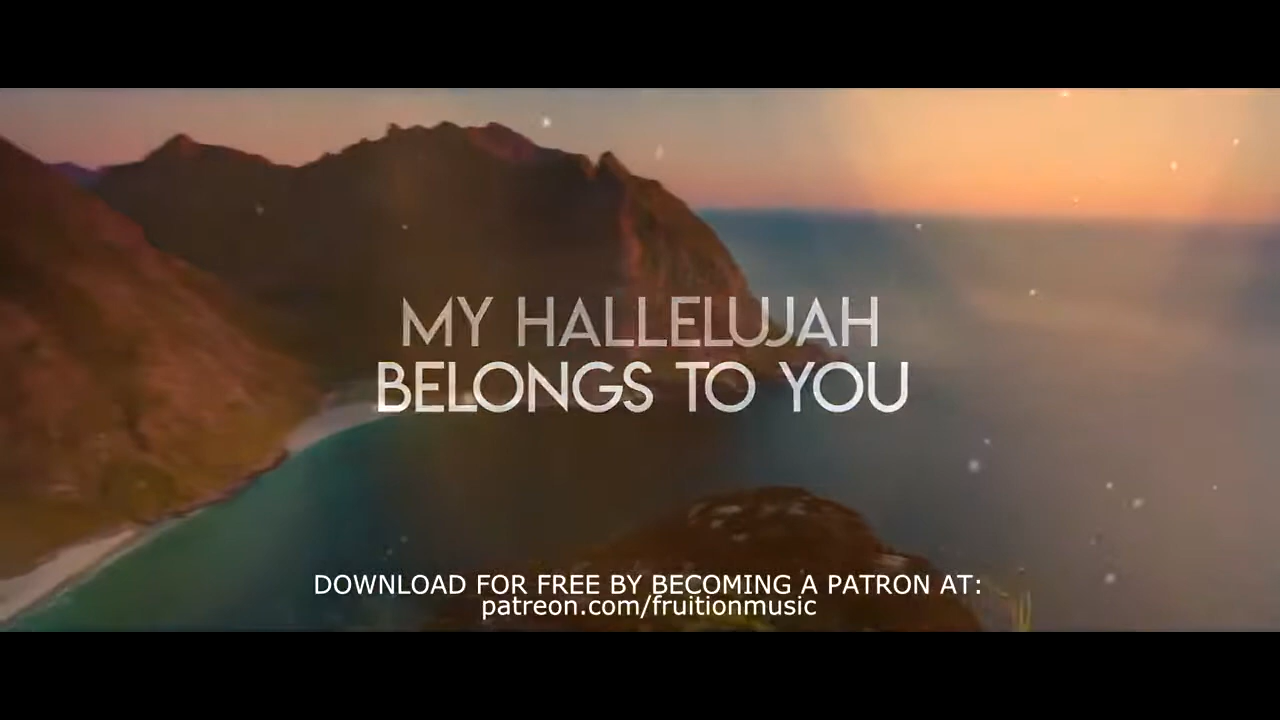 MY HALLELUJAH
BELONGS TO YOU
DOWNLOAD FOR FREE BY BECOMING A PATRON AT:
patreon.com/fruitionmusic